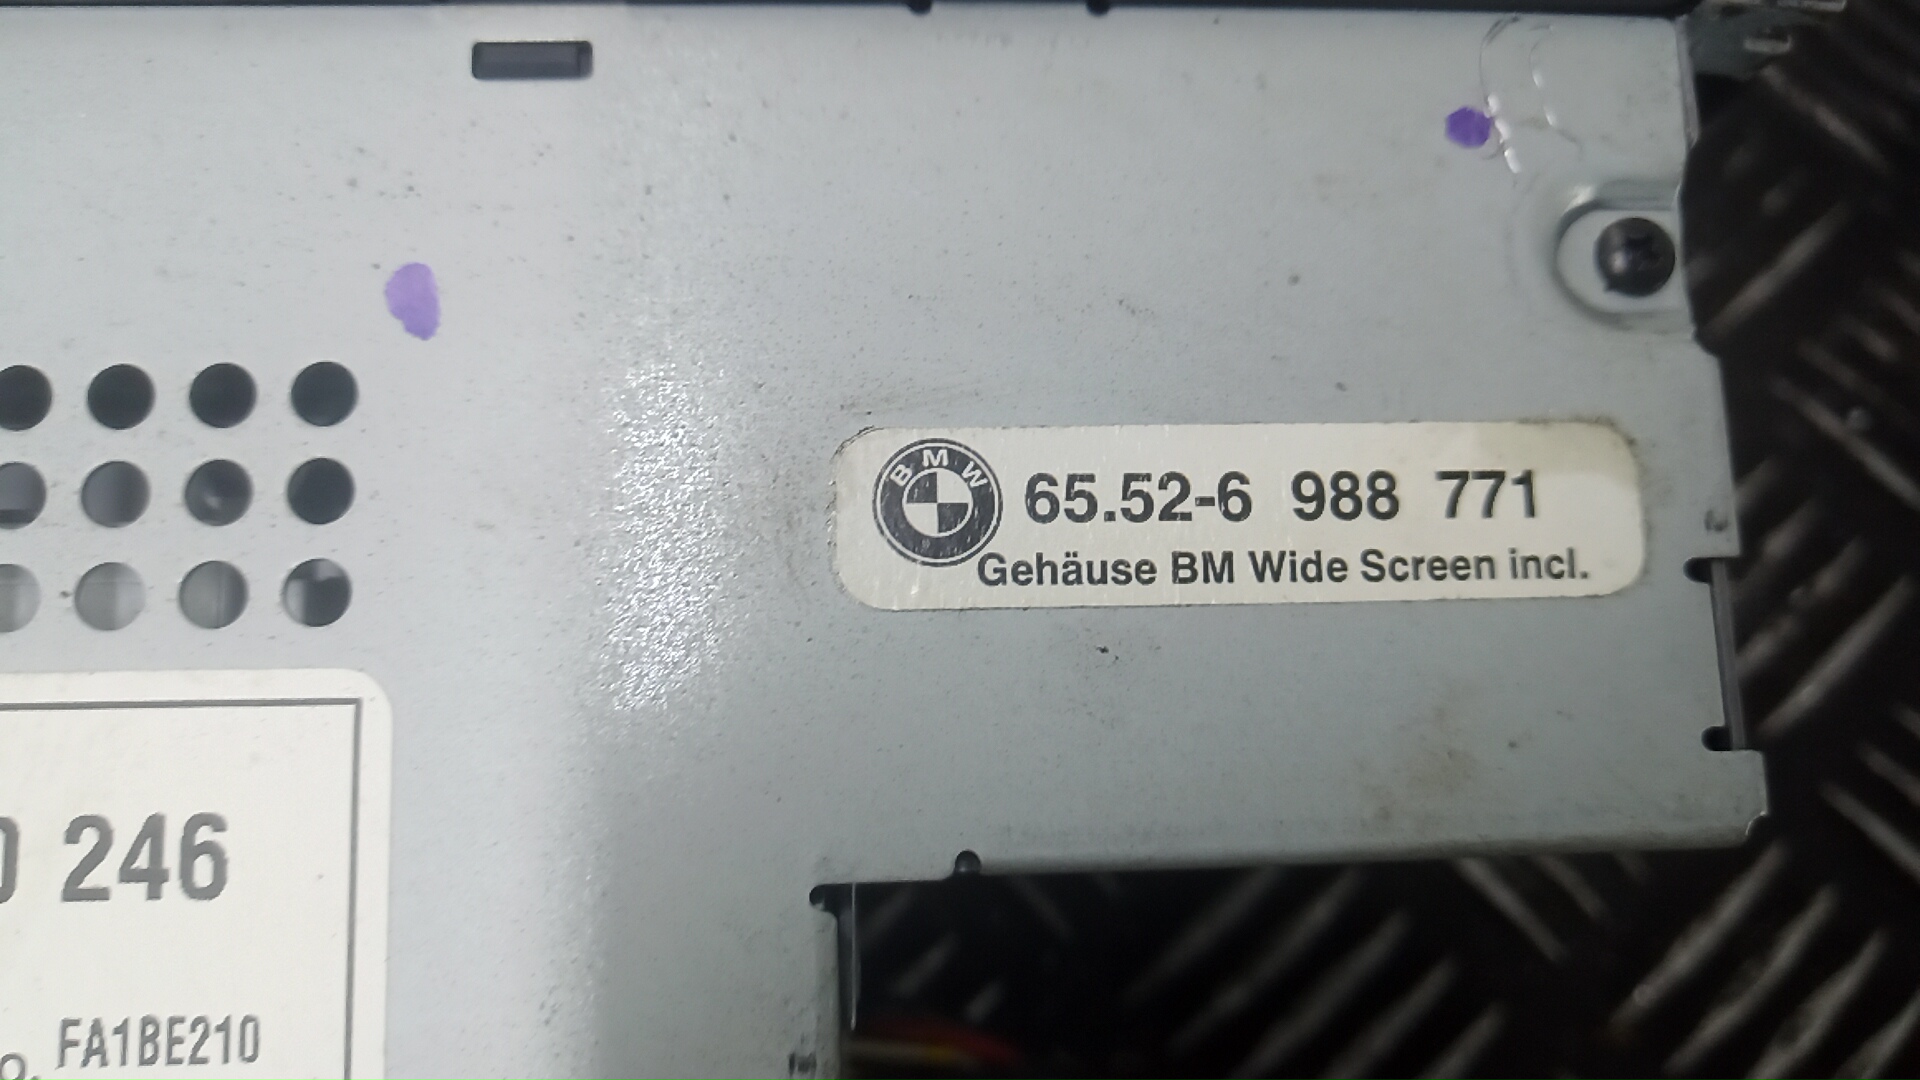 BMW
65.52-6 988 771
Gehäuse BM Wide Screen incl.
246
FA1BE210